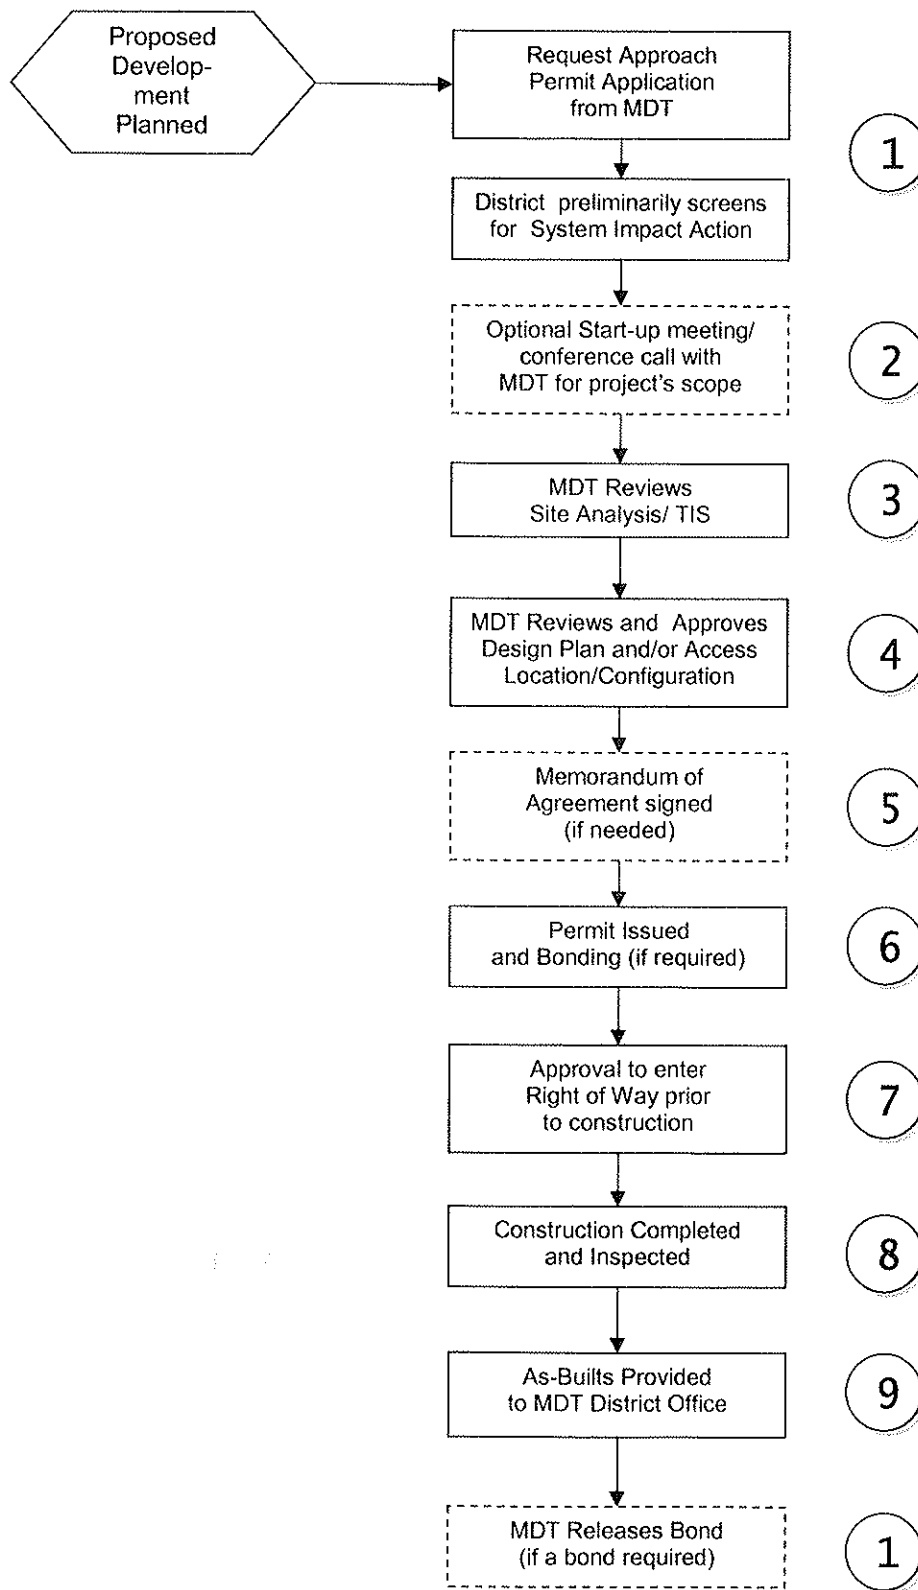 Proposed
Develop-
ment
Planned
Request Approach
Permit Application
from MDT
1
District preliminarily screens
for System Impact Action
Optional Start-up meeting/
conference call with
MDT for project's scope
2
MDT Reviews
Site Analysis/ TIS
3
MDT Reviews and Approves
Design Plan and/or Access
Location/Configuration
4
Memorandum of
Agreement signed
(if needed)
5
Permit Issued
and Bonding (if required)
6
Approval to enter
Right of Way prior
to construction
7
Construction Completed
and Inspected
8
As-Builts Provided
to MDT District Office
9
MDT Releases Bond
(if a bond required)
1